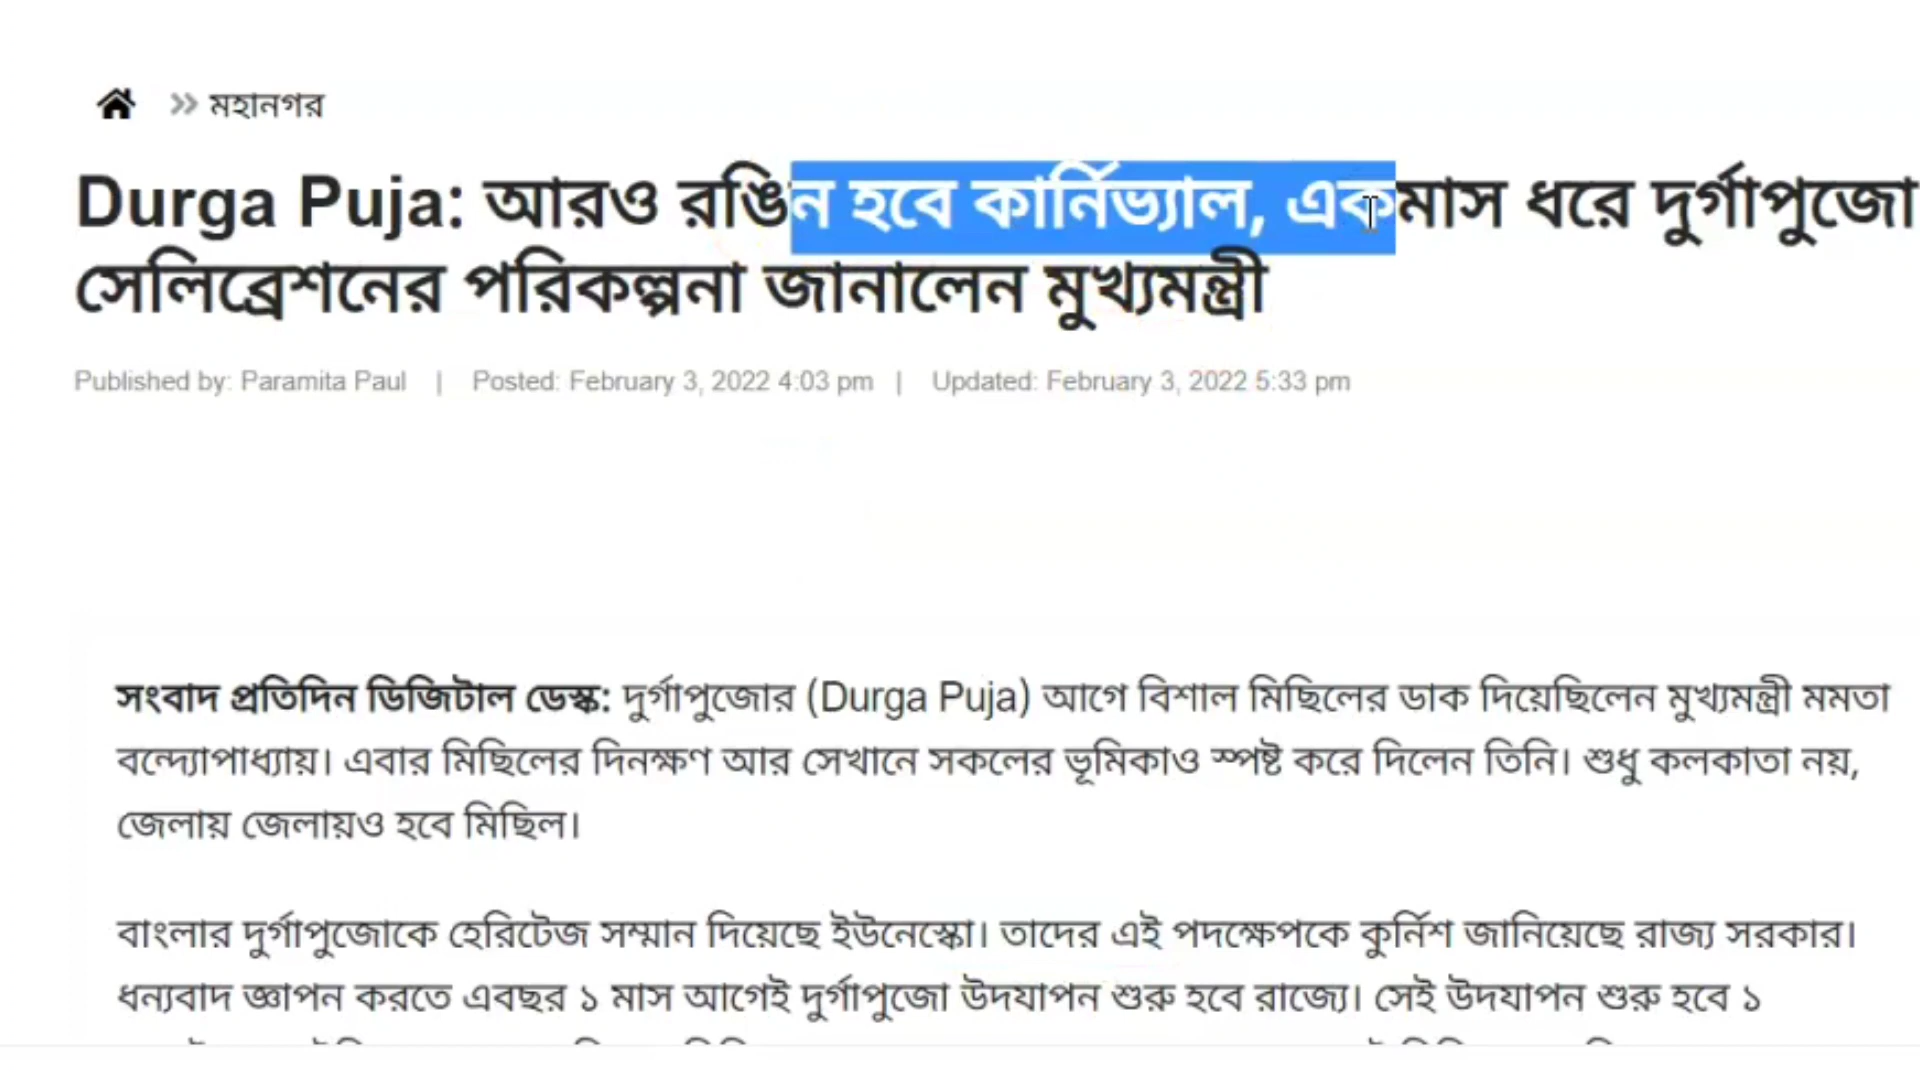 >> মহানগর
Durga Puja: আরও রঙিন হবে কার্নিভ্যাল, একমাস ধরে দুর্গাপুজো
সেলিব্রেশনের পরিকল্পনা জানালেন মুখ্যমন্ত্রী
Published by: Paramita Paul | Posted: February 3, 2022 4:03 pm | Updated: February 3, 2022 5:33 pm
সংবাদ প্রতিদিন ডিজিটাল ডেস্ক: দুর্গাপুজোর (Durga Puja) আগে বিশাল মিছিলের ডাক দিয়েছিলেন মুখ্যমন্ত্রী মমতা
বন্দ্যোপাধ্যায়। এবার মিছিলের দিনক্ষণ আর সেখানে সকলের ভূমিকাও স্পষ্ট করে দিলেন তিনি। শুধু কলকাতা নয়,
জেলায় জেলায়ও হবে মিছিল।
বাংলার দুর্গাপুজোকে হেরিটেজ সম্মান দিয়েছে ইউনেস্কো। তাদের এই পদক্ষেপকে কুর্নিশ জানিয়েছে রাজ্য সরকার।
ধন্যবাদ জ্ঞাপন করতে এবছর ১ মাস আগেই দুর্গাপুজো উদযাপন শুরু হবে রাজ্যে। সেই উদযাপন শুরু হবে ১